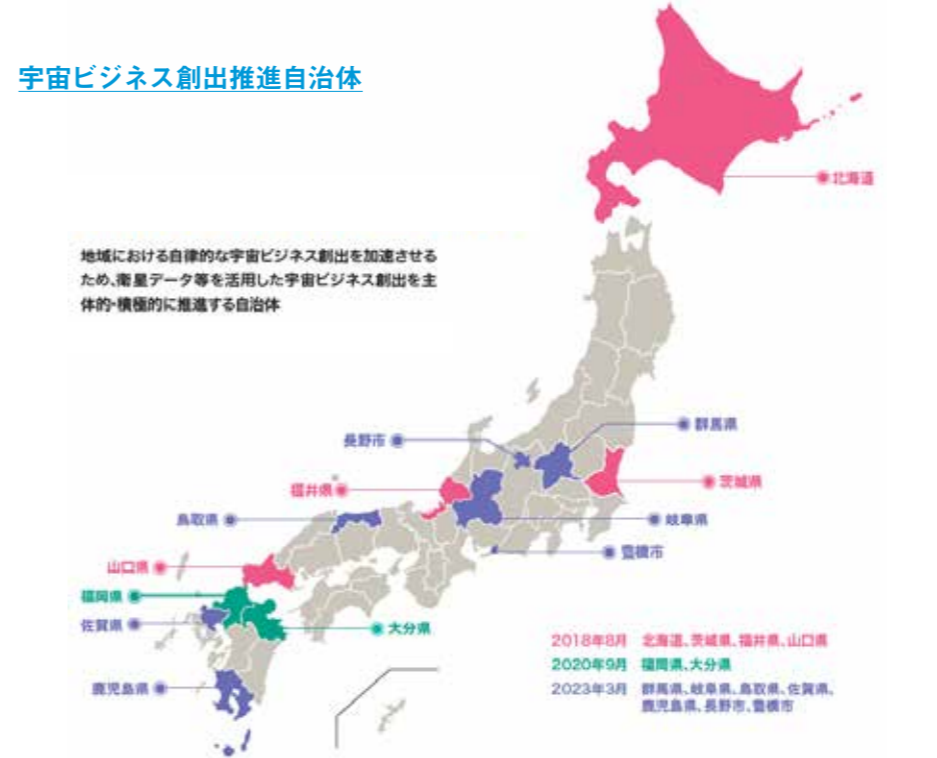 宇宙ビジネス創出推進自治体
北海道
地域における自律的な宇宙ビジネス創出を加速させる
ため、衛星データ等を活用した宇宙ビジネス創出を主
体的・積極的に推進する自治体
群馬県
長野市
茨城県
福井県
鳥取県
岐阜県
豊橋市
山口県
福岡県
佐賀県
大分県
鹿児島県
2018年8月 北海道、茨城県、福井県、山口県
2020年9月 福岡県、大分県
2023年3月 群馬県、岐阜県、鳥取県、佐賀県、
鹿児島県、長野市、豊橋市